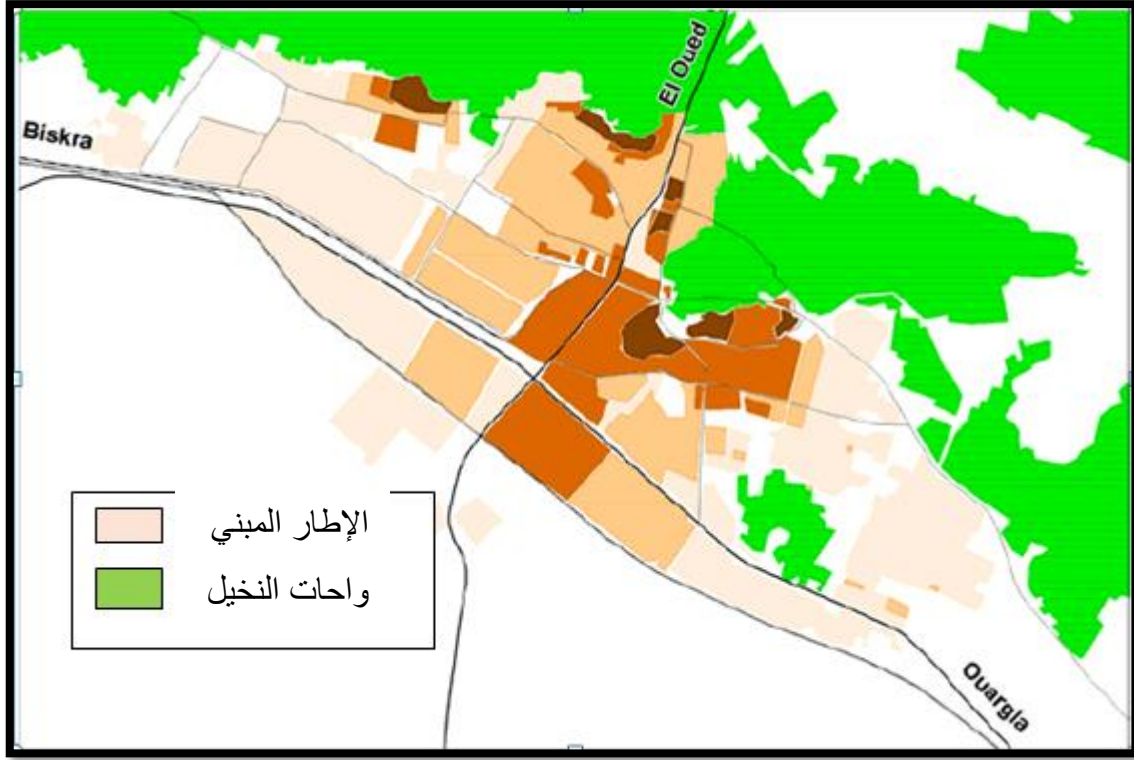 El Oued
Biskra
الإطار المبني
واحات النخيل
Ouargla